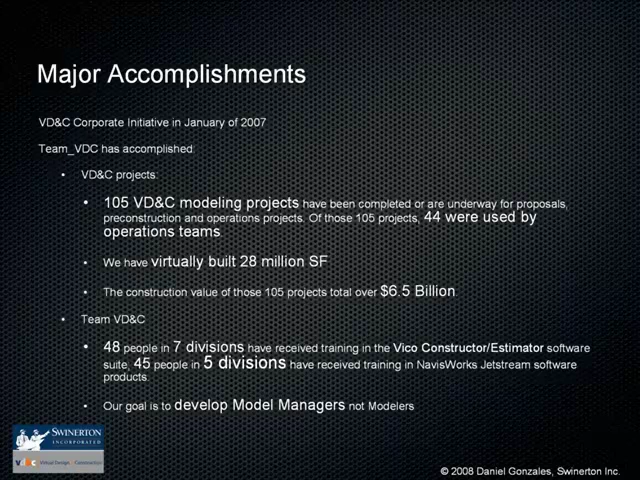 Major Accomplishments
VD&C Corporate Initiative in January of 2007
Team_VDC has accomplished:
• VD&C projects:
• 105 VD&C modeling projects have been completed or are underway for proposals,
preconstruction and operations projects. Of those 105 projects, 44 were used by
operations teams.
• We have virtually built 28 million SF
• The construction value of those 105 projects total over $6.5 Billion.
• Team VD&C
• 48 people in 7 divisions have received training in the Vico Constructor/Estimator software
suite; 45 people in 5 divisions have received training in NavisWorks Jetstream software
products
• Our goal is to develop Model Managers not Modelers
SWINERTON
INCORPORATED
Virtual Design & Construction
© 2008 Daniel Gonzales, Swinerton Inc.